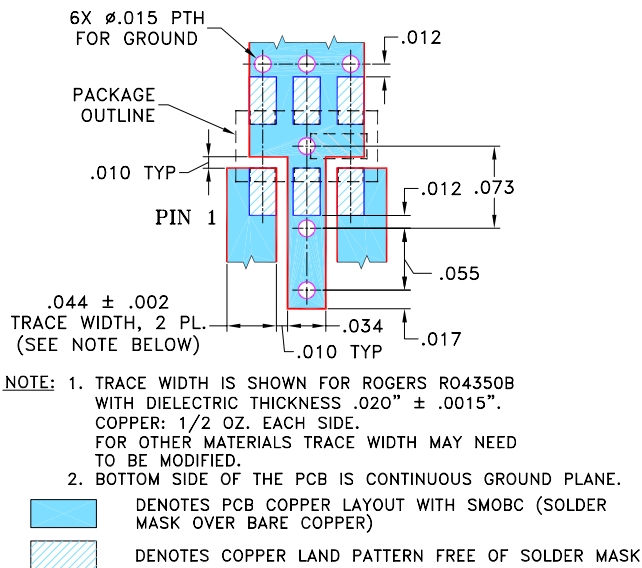 6X ø.015 PTH
FOR GROUND
.012
PACKAGE
OUTLINE
.010 TYP
.012
.073
PIN 1
.055
.044 ± .002
TRACE WIDTH, 2 PL.
(SEE NOTE BELOW)
.034
.017
.010 TYP
NOTE: 1. TRACE WIDTH IS SHOWN FOR ROGERS RO4350B
WITH DIELECTRIC THICKNESS .020" ± .0015".
COPPER: 1/2 OZ. EACH SIDE.
FOR OTHER MATERIALS TRACE WIDTH MAY NEED
TO BE MODIFIED.
2. BOTTOM SIDE OF THE PCB IS CONTINUOUS GROUND PLANE.
DENOTES PCB COPPER LAYOUT WITH SMOBC (SOLDER
MASK OVER BARE COPPER)
DENOTES COPPER LAND PATTERN FREE OF SOLDER MASK